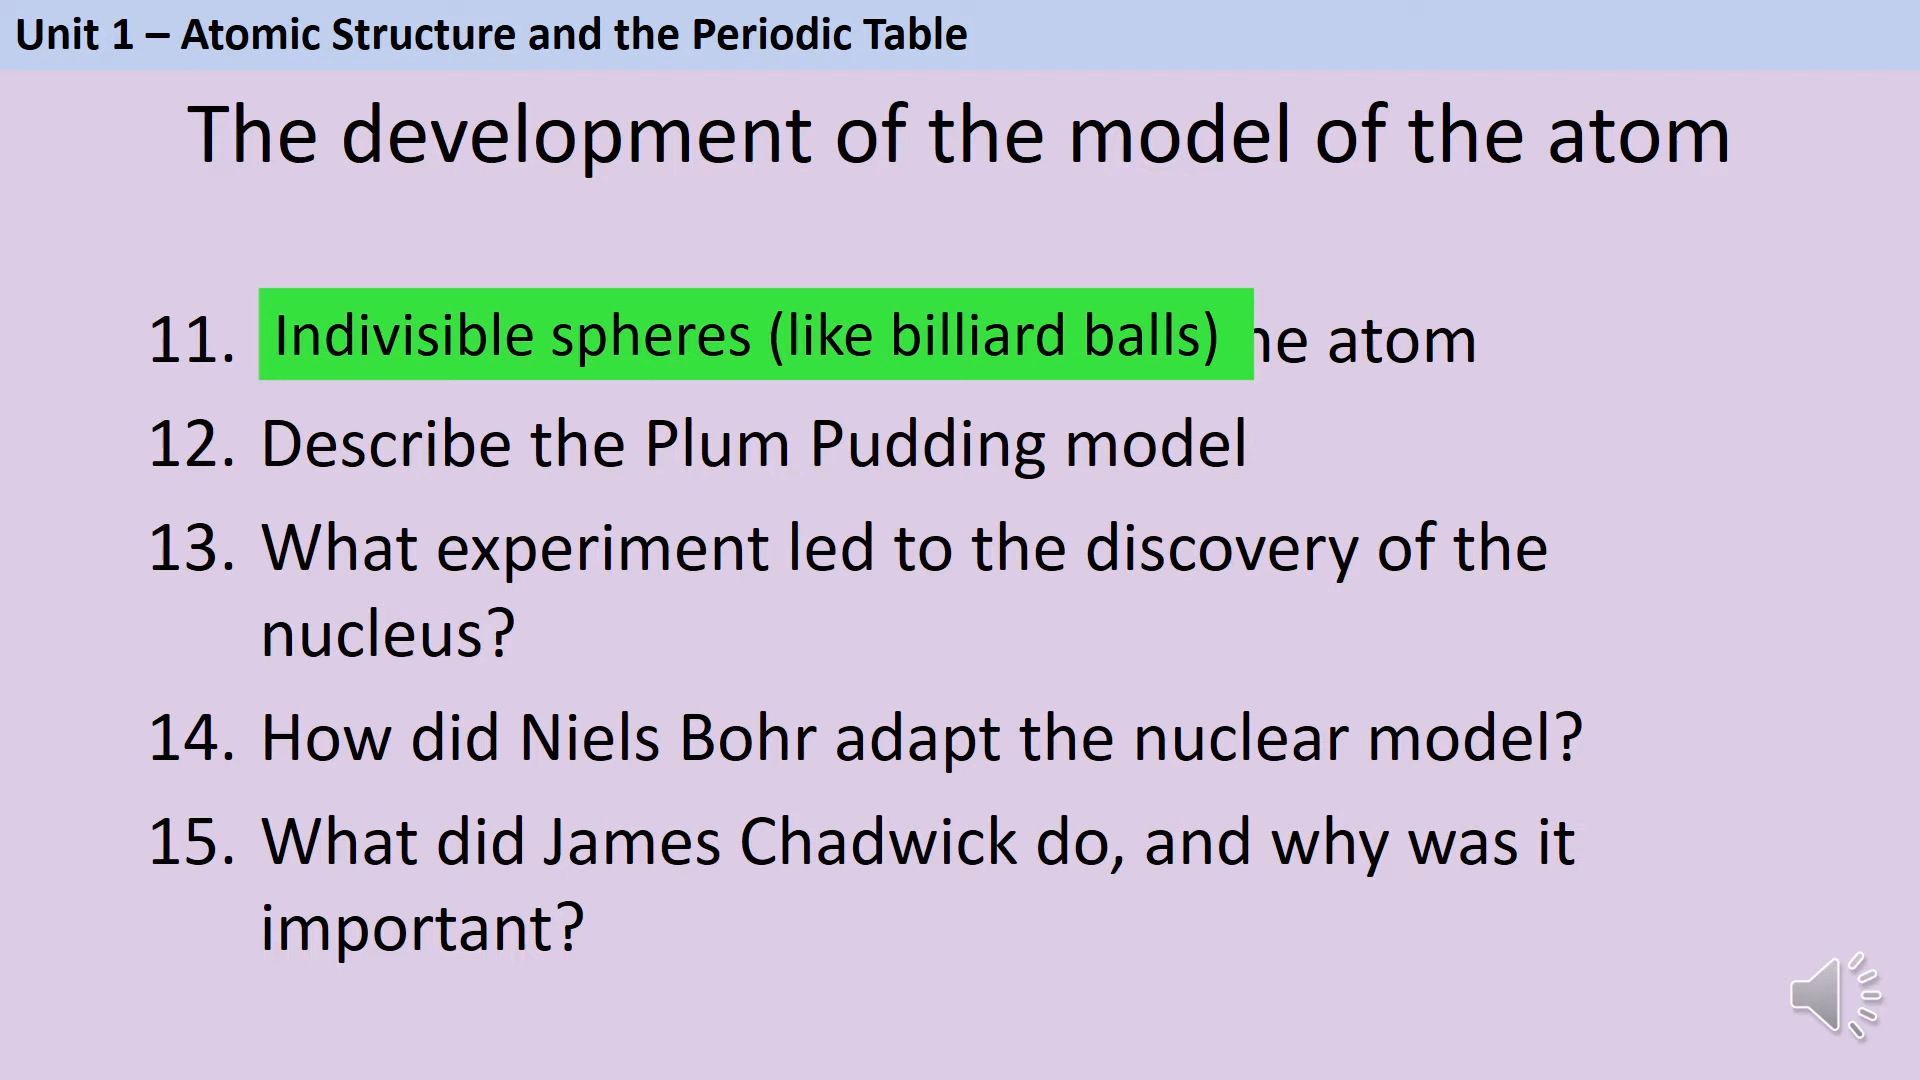 Unit 1 – Atomic Structure and the Periodic Table
The development of the model of the atom
11. Indivisible spheres (like billiard balls) atom
12. Describe the Plum Pudding model
13. What experiment led to the discovery of the
nucleus?
14. How did Niels Bohr adapt the nuclear model?
15. What did James Chadwick do, and why was it
important?